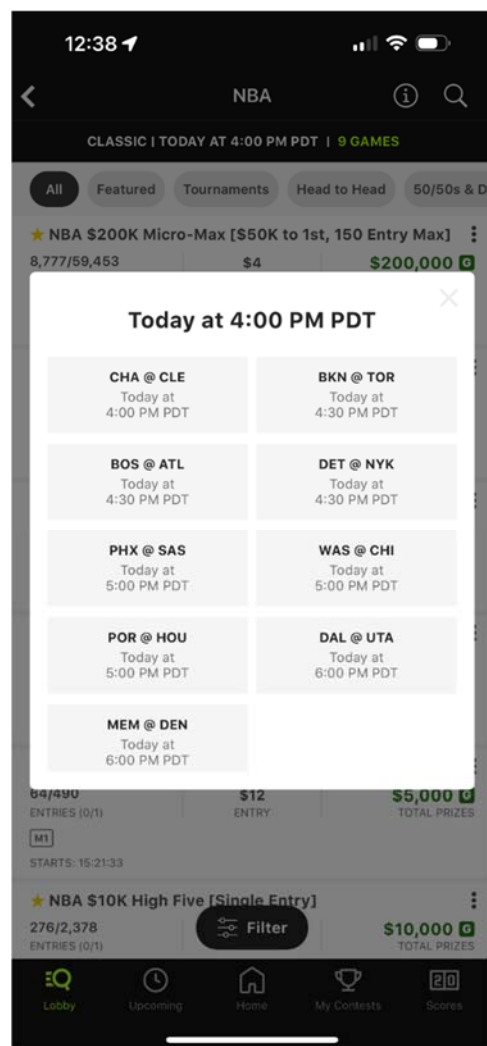 12:38
NBA
CLASSIC | TODAY AT 4:00 PM PDT | 9 GAMES
All Featured Tournaments Head to Head 50/50s & D
NBA $200K Micro-Max [$50K to 1st, 150 Entry Max]
8,777/59,453 $4 $200,000 G
Today at 4:00 PM PDT
CHA @ CLE
Today at
4:00 PM PDT
BKN @ TOR
Today at
4:30 PM PDT
BOS @ ATL
Today at
4:30 PM PDT
DET @ NYK
Today at
4:30 PM PDT
PHX @ SAS
Today at
5:00 PM PDT
WAS @ CHI
Today at
5:00 PM PDT
POR @ HOU
Today at
5:00 PM PDT
DAL @ UTA
Today at
6:00 PM PDT
MEM @ DEN
Today at
6:00 PM PDT
64/490 $12 $5,000 G
ENTRIES (0/1) ENTRY TOTAL PRIZES
M1
STARTS: 15:21:33
NBA $10K High Five [Single Entry]
276/2,378 $10,000 G
ENTRIES (0/1) TOTAL PRIZES
Filter
Lobby Upcoming Home My Contests Scores